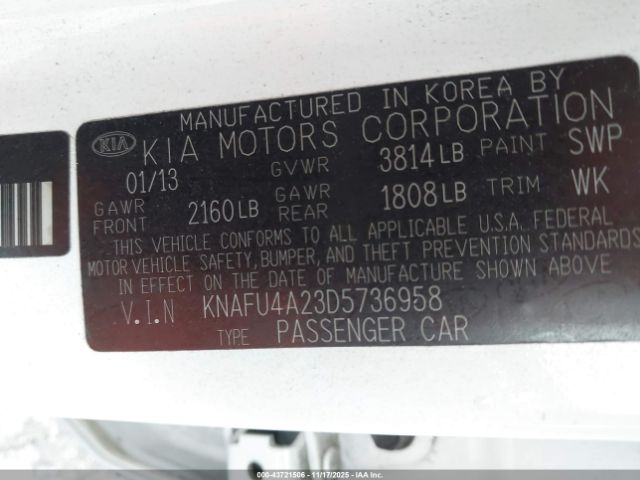 MANUFACTURED IN KOREA BY
KIA KIA MOTORS CORPORATION
01/13 GVWR 3814 LB PAINT SWP
GAWR FRONT 2160 LB GAWR REAR 1808 LB TRIM WK
THIS VEHICLE CONFORMS TO ALL APPLICABLE U.S.A. FEDERAL
MOTOR VEHICLE SAFETY, BUMPER, AND THEFT PREVENTION STANDARDS
IN EFFECT ON THE DATE OF MANUFACTURE SHOWN ABOVE
V.I.N KNAFU4A23D5736958
TYPE PASSENGER CAR
000-43721506 - 11/17/2025 - IAAI.COM